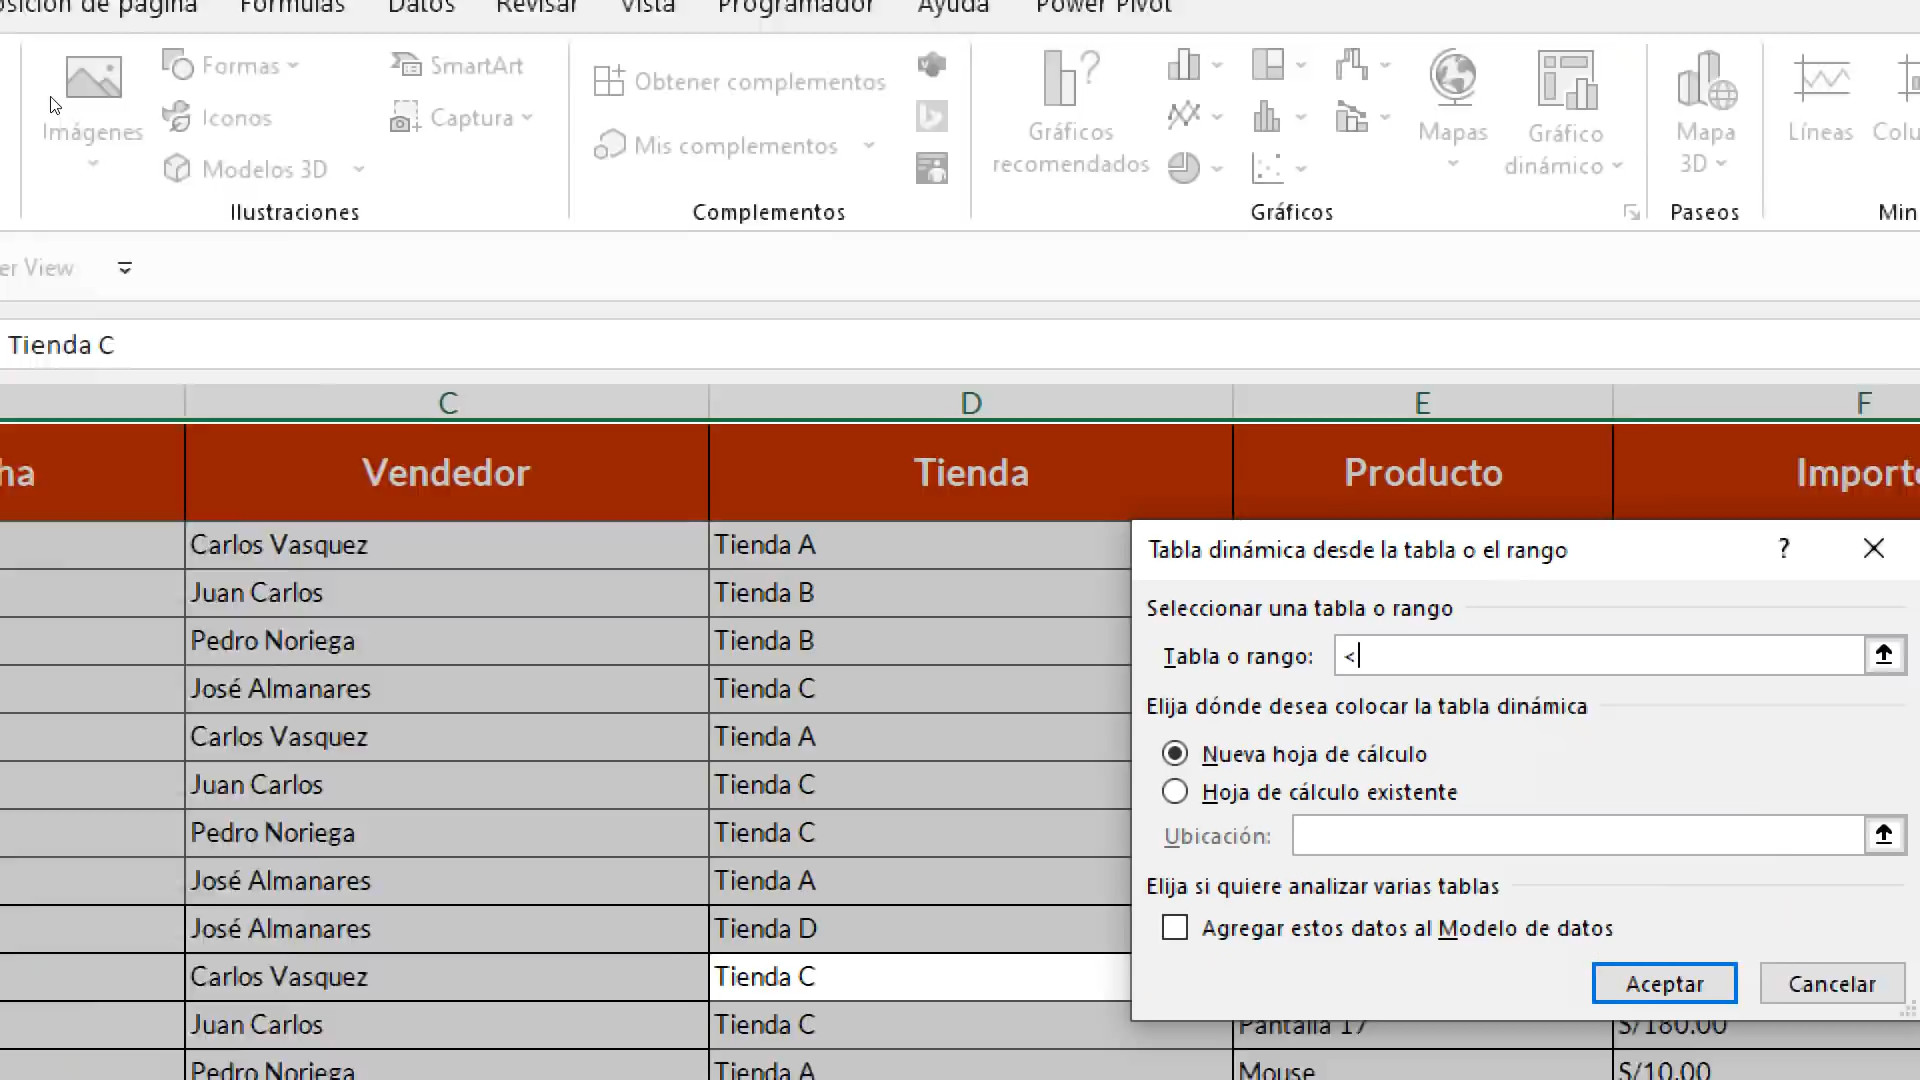 osición de página Fórmulas Datos Revisar Vista Programador Ayuda Power Pivot
Imágenes
Formas
Iconos
Modelos 3D
SmartArt
Captura
Ilustraciones
Obtener complementos
Mis complementos
Complementos
Gráficos
recomendados
Mapas
Gráfico
dinámico
Gráficos
Mapa
3D
Paseos
Líneas
Colu
Min
er View
Tienda C
C D E F
ha Vendedor Tienda Producto Importe
Carlos Vasquez Tienda A
Juan Carlos Tienda B
Pedro Noriega Tienda B
José Almanares Tienda C
Carlos Vasquez Tienda A
Juan Carlos Tienda C
Pedro Noriega Tienda C
José Almanares Tienda A
José Almanares Tienda D
Carlos Vasquez Tienda C
Juan Carlos Tienda C Pantalla 17 S/180.00
Pedro Noriega Tienda A Mouse S/10.00
Tabla dinámica desde la tabla o el rango ?
Seleccionar una tabla o rango
Tabla o rango: <
Elija dónde desea colocar la tabla dinámica
Nueva hoja de cálculo
Hoja de cálculo existente
Ubicación:
Elija si quiere analizar varias tablas
Agregar estos datos al Modelo de datos
Aceptar Cancelar